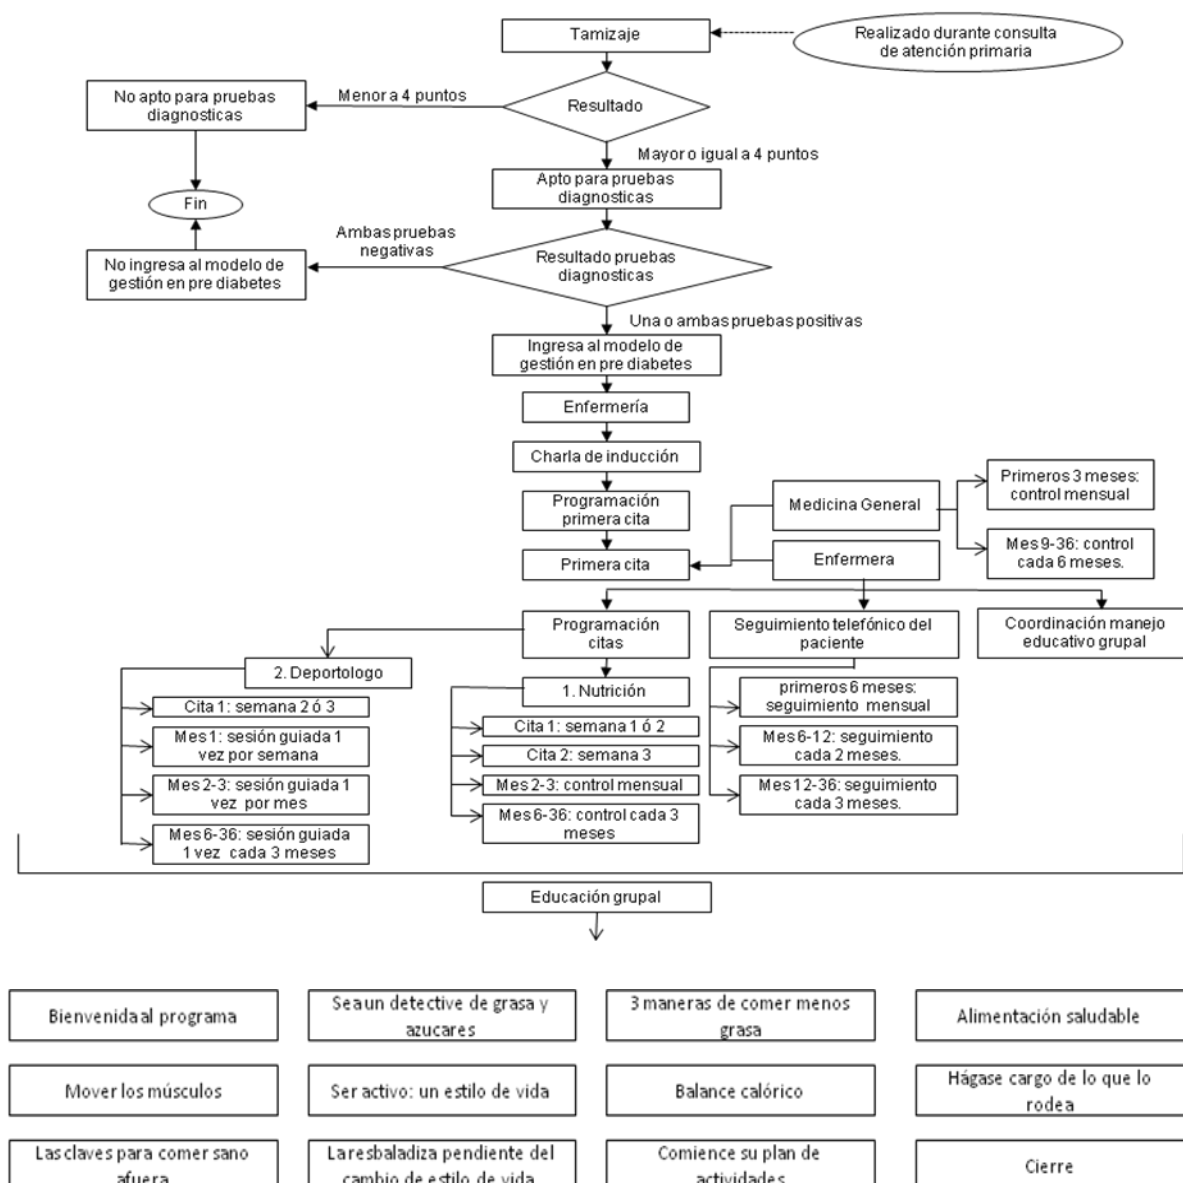 Tamizaje
Realizado durante consulta
de atención primaria
No apto para pruebas
diagnosticas
Menor a 4 puntos
Resultado
Mayor o igual a 4 puntos
Apto para pruebas
diagnosticas
Fin
Ambas pruebas
negativas
No ingresa al modelo de
gestión en pre diabetes
Resultado pruebas
diagnosticas
Una o ambas pruebas positivas
Ingresa al modelo de
gestión en pre diabetes
Enfermería
Charla de inducción
Programación
primera cita
Medicina General
Primeros 3 meses:
control mensual
Mes 9-36: control
cada 6 meses.
Primera cita
Enfermera
Programación
citas
Seguimiento telefónico del
paciente
Coordinación manejo
educativo grupal
2. Deportologo
Cita 1: semana 2 ó 3
Mes 1: sesión guiada 1
vez por semana
Mes 2-3: sesión guiada 1
vez por mes
Mes 6-36: sesión guiada
1 vez cada 3 meses
1. Nutrición
Cita 1: semana 1 ó 2
Cita 2: semana 3
Mes 2-3: control mensual
Mes 6-36: control cada 3
meses
primeros 6 meses:
seguimiento mensual
Mes 6-12: seguimiento
cada 2 meses.
Mes 12-36: seguimiento
cada 3 meses.
Educación grupal
Bienvenida al programa
Sea un detective de grasa y
azucares
3 maneras de comer menos
grasa
Alimentación saludable
Mover los músculos
Ser activo: un estilo de vida
Balance calórico
Hágase cargo de lo que lo
rodea
Las claves para comer sano
afuera
La resbaladiza pendiente del
cambio de estilo de vida
Comience su plan de
actividades
Cierre